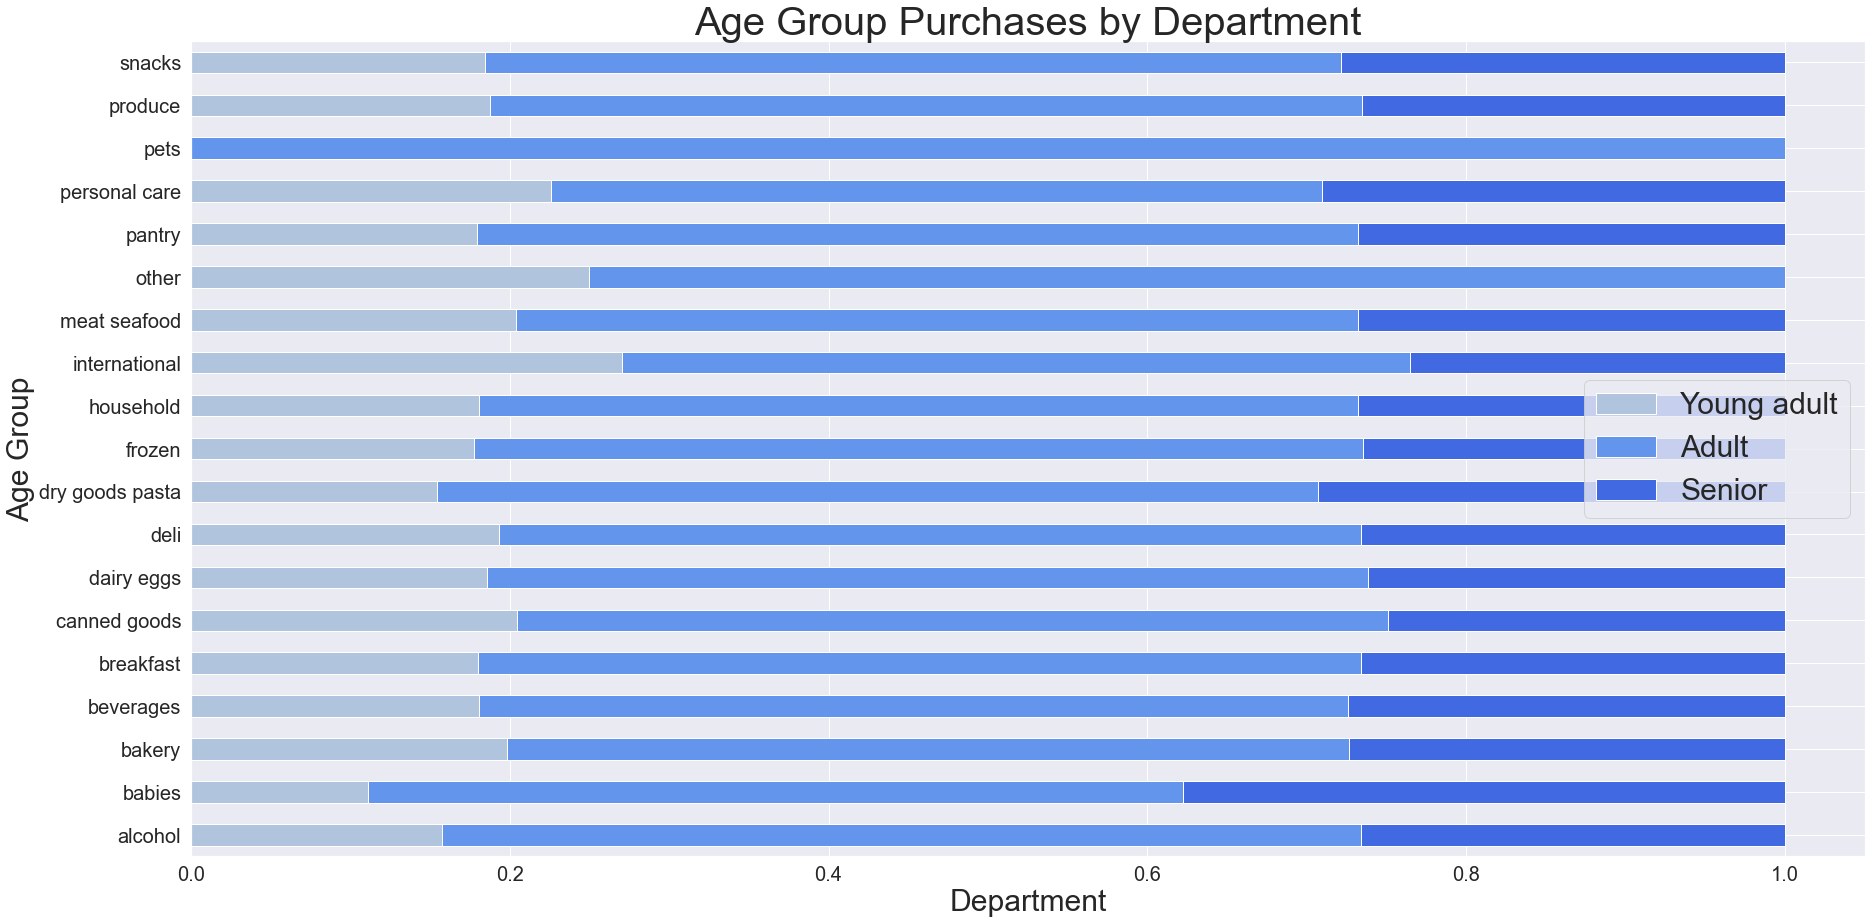 Age Group Purchases by Department
snacks
produce
pets
personal care
pantry
other
meat seafood
international
household
frozen
dry goods pasta
deli
dairy eggs
canned goods
breakfast
beverages
bakery
babies
alcohol
Age Group
Young adult
Adult
Senior
0.0 0.2 0.4 0.6 0.8 1.0
Department